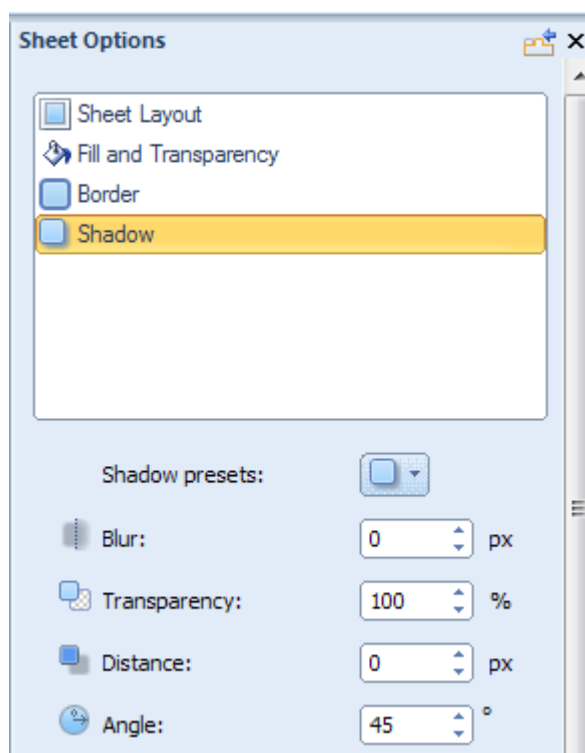 Sheet Options
Sheet Layout
Fill and Transparency
Border
Shadow
Shadow presets:
Blur: 0 px
Transparency: 100 %
Distance: 0 px
Angle: 45 °